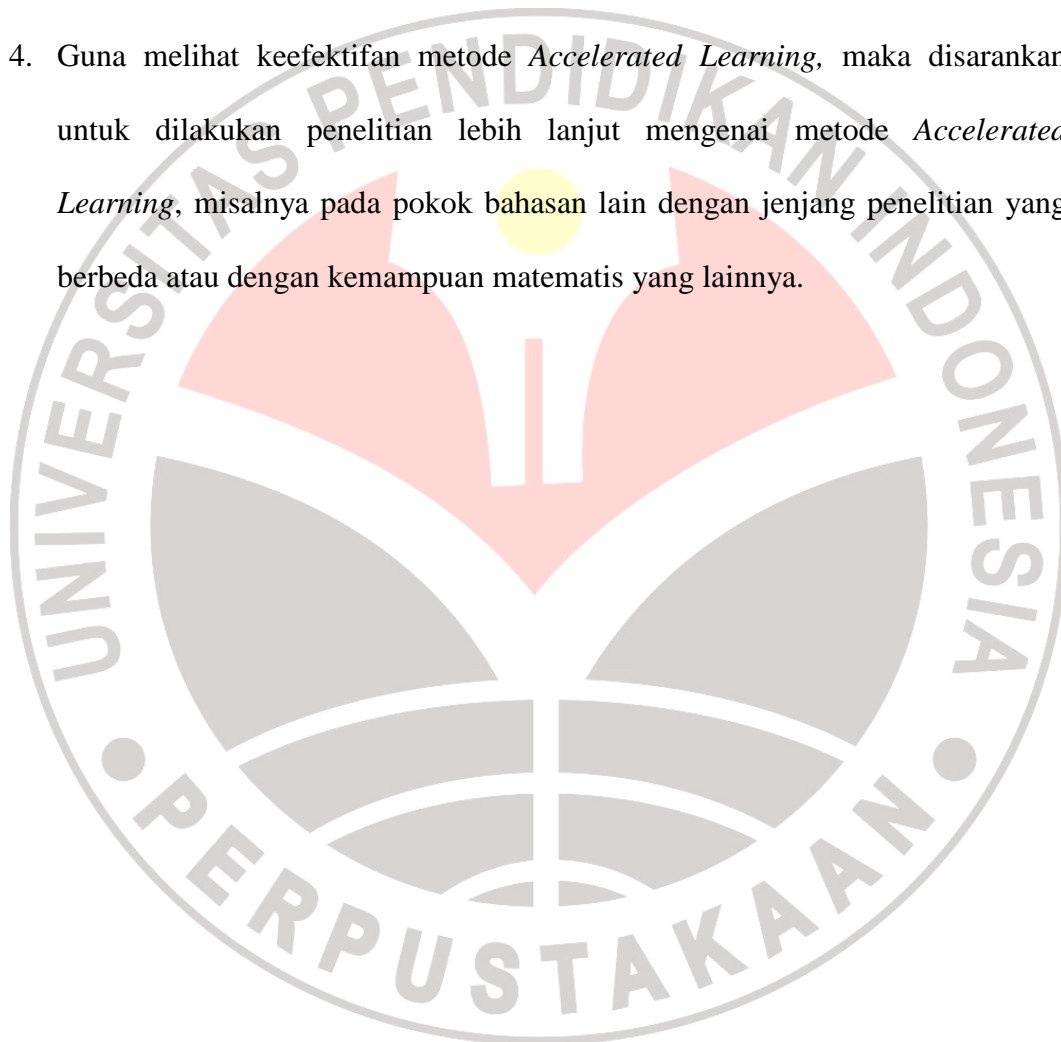 4. Guna melihat keefektifan metode Accelerated Learning, maka disarankan
untuk dilakukan penelitian lebih lanjut mengenai metode Accelerated
Learning, misalnya pada pokok bahasan lain dengan jenjang penelitian yang
berbeda atau dengan kemampuan matematis yang lainnya.
UNIVERSITAS PENDIDIKAN INDONESIA
PERPUSTAKAAN